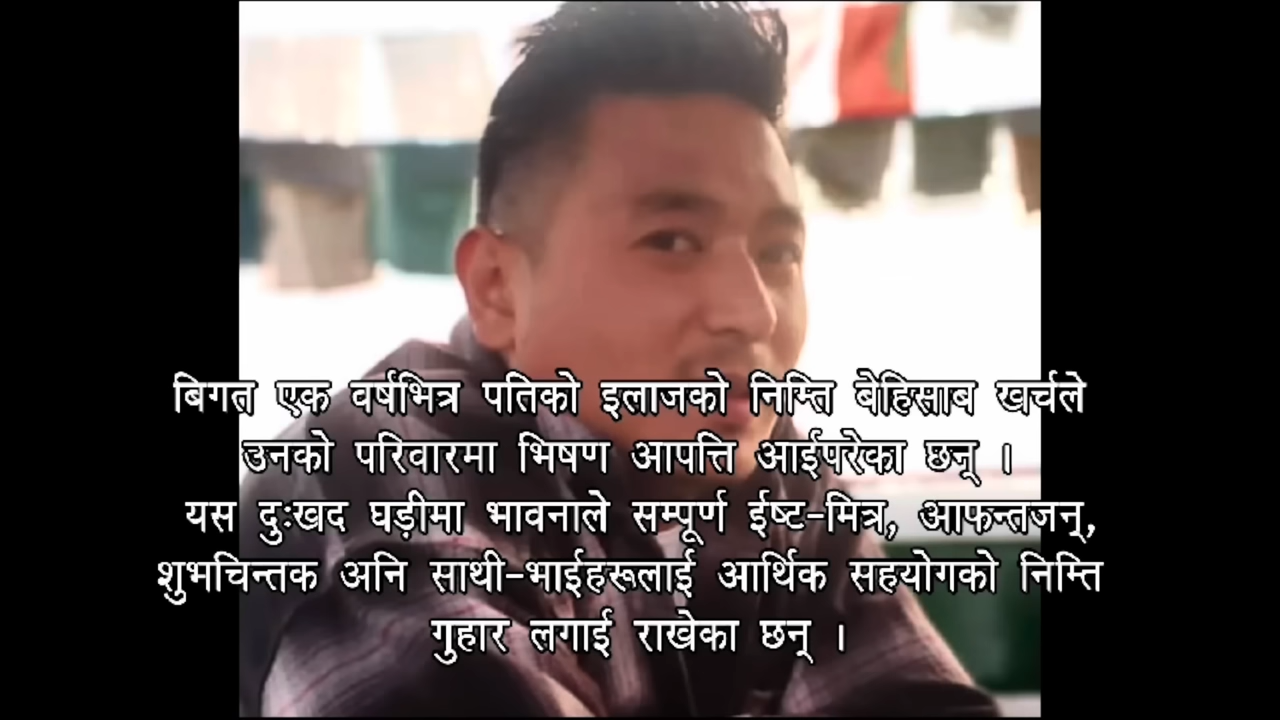 बिगत एक वर्षभित्र पतिको इलाजको निम्ति बेहिसाब खर्चले
उनको परिवारमा भिषण आपत्ति आईपरेका छन् ।
यस दुःखद घड़ीमा भावनाले सम्पूर्ण ईष्ट-मित्र, आफन्तजन्,
शुभचिन्तक अनि साथी-भाईहरूलाई आर्थिक सहयोगको निम्ति
गुहार लगाई राखेका छन् ।